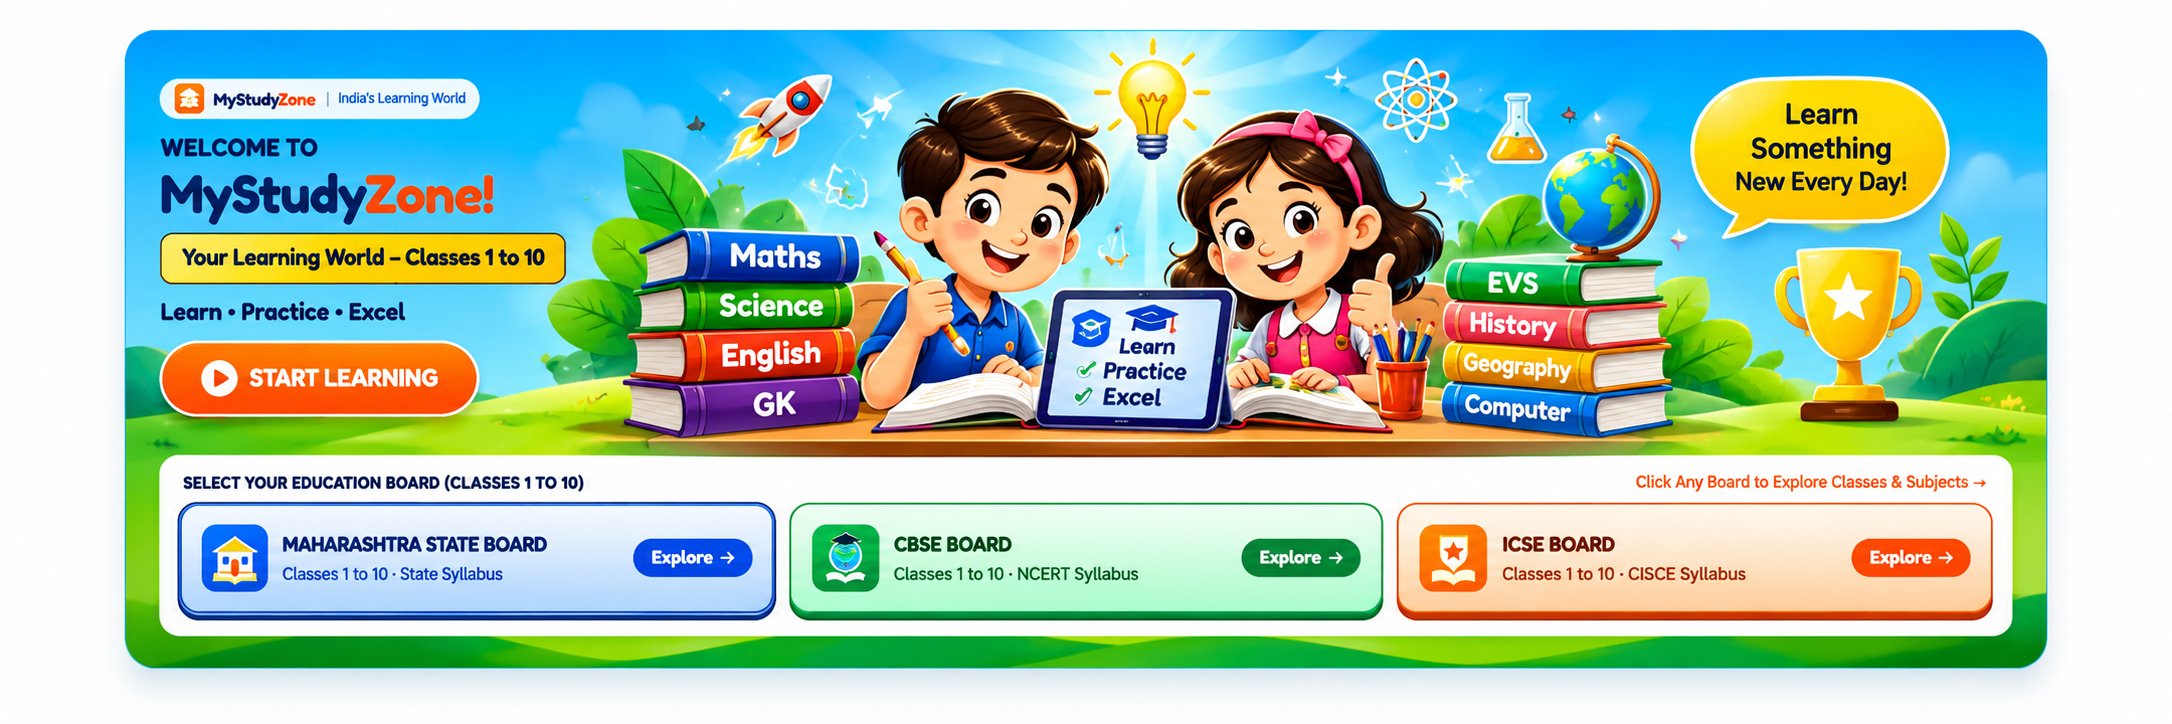 MyStudyZone | India's Learning World
WELCOME TO
MyStudyZone!
Your Learning World – Classes 1 to 10
Learn • Practice • Excel
START LEARNING
Maths
Science
English
GK
Learn
Practice
Excel
EVS
History
Geography
Computer
Learn
Something
New Every Day!
SELECT YOUR EDUCATION BOARD (CLASSES 1 TO 10)
Click Any Board to Explore Classes & Subjects →
MAHARASHTRA STATE BOARD
Classes 1 to 10 · State Syllabus
Explore →
CBSE BOARD
Classes 1 to 10 · NCERT Syllabus
Explore →
ICSE BOARD
Classes 1 to 10 · CISCE Syllabus
Explore →